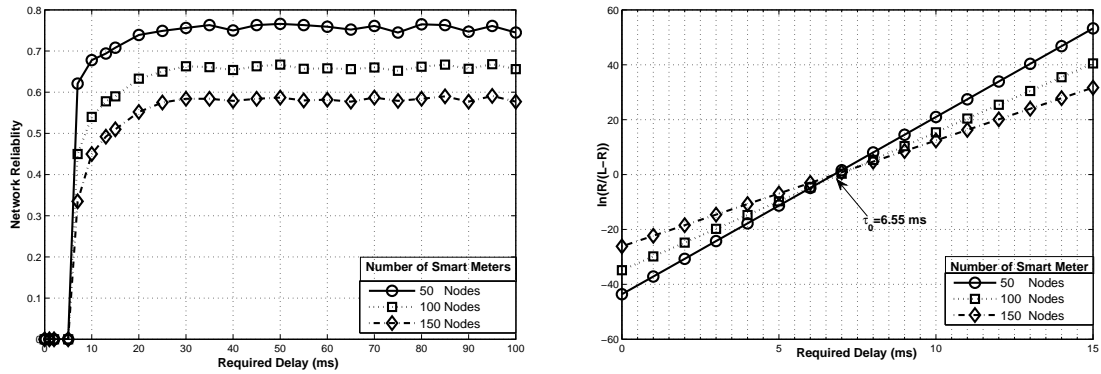 0.8
0.7
0.6
0.5
0.4
0.3
0.2
0.1
0
Network Reliablity
0 10 20 30 40 50 60 70 80 90 100
Required Delay (ms)
Number of Smart Meters
50 Nodes
100 Nodes
150 Nodes
60
40
20
0
−20
−40
−60
ln(R/(L−R)
0 5 10 15
Required Delay (ms)
τ0=6.55 ms
Number of Smart Meter
50 Nodes
100 Nodes
150 Nodes